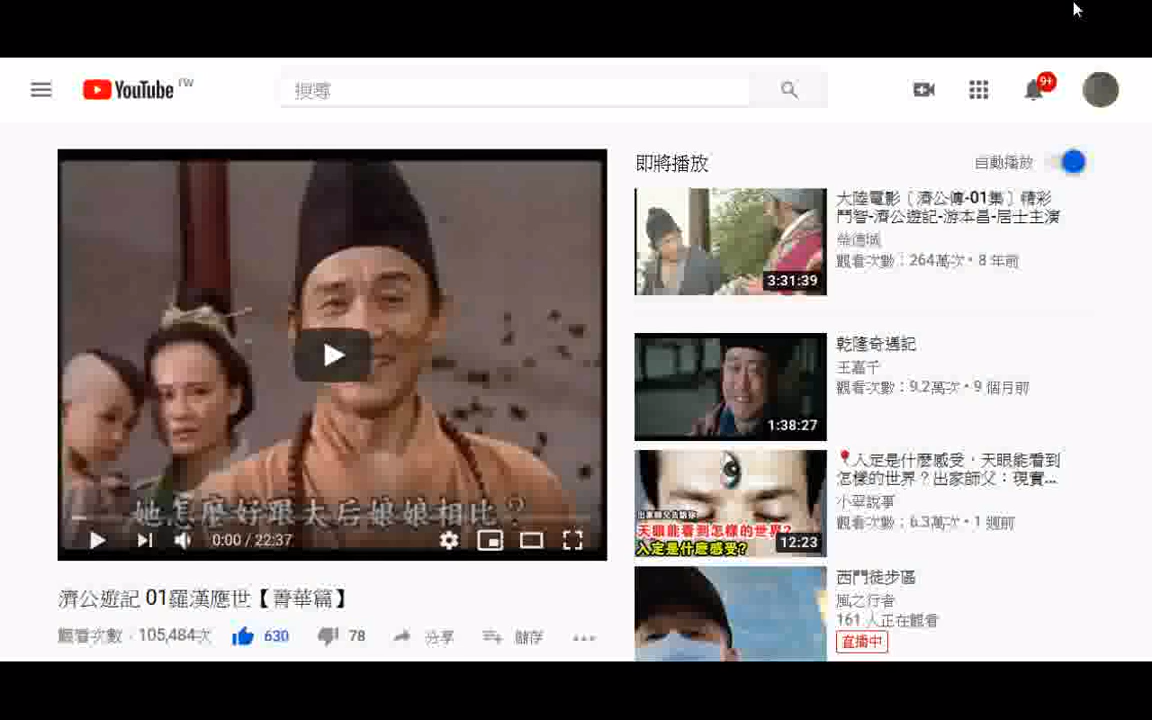 YouTube
TW
搜尋
9+
她怎麼好跟太后娘娘相比？
0:00 / 22:37
濟公遊記 01羅漢應世【菁華篇】
觀看次數：105,484次
630
78
分享
儲存
即將播放
自動播放
3:31:39
大陸電影〔濟公傳-01集〕精彩
鬥智-濟公遊記-游本昌-居士主演
觀看次數：264萬次・8 年前
1:38:27
乾隆奇遇記
王嘉千
觀看次數：9.2萬次・9 個月前
天眼能看到怎樣的世界?
入定是什麼感受?
12:23
入定是什麼感受，天眼能看到
怎樣的世界？出家師父：現實...
小翠說事
觀看次數：6.3萬次・1 週前
西門徒步區
風之行者
161 人正在觀看
直播中